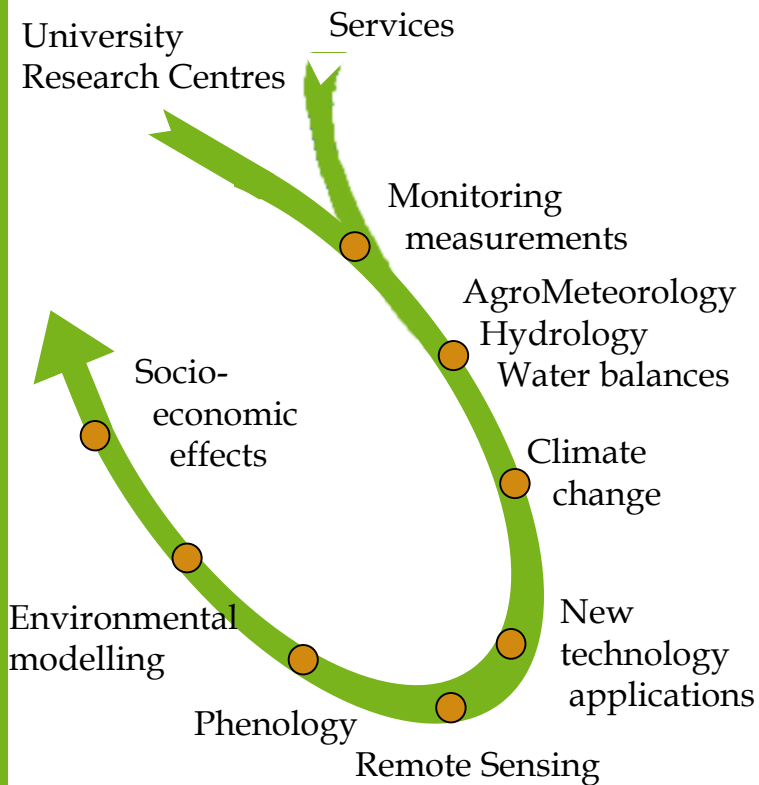 University
Research Centres
Services
Monitoring
measurements
AgroMeteorology
Hydrology
Water balances
Climate
change
New
technology
applications
Remote Sensing
Phenology
Environmental
modelling
Socio-
economic
effects